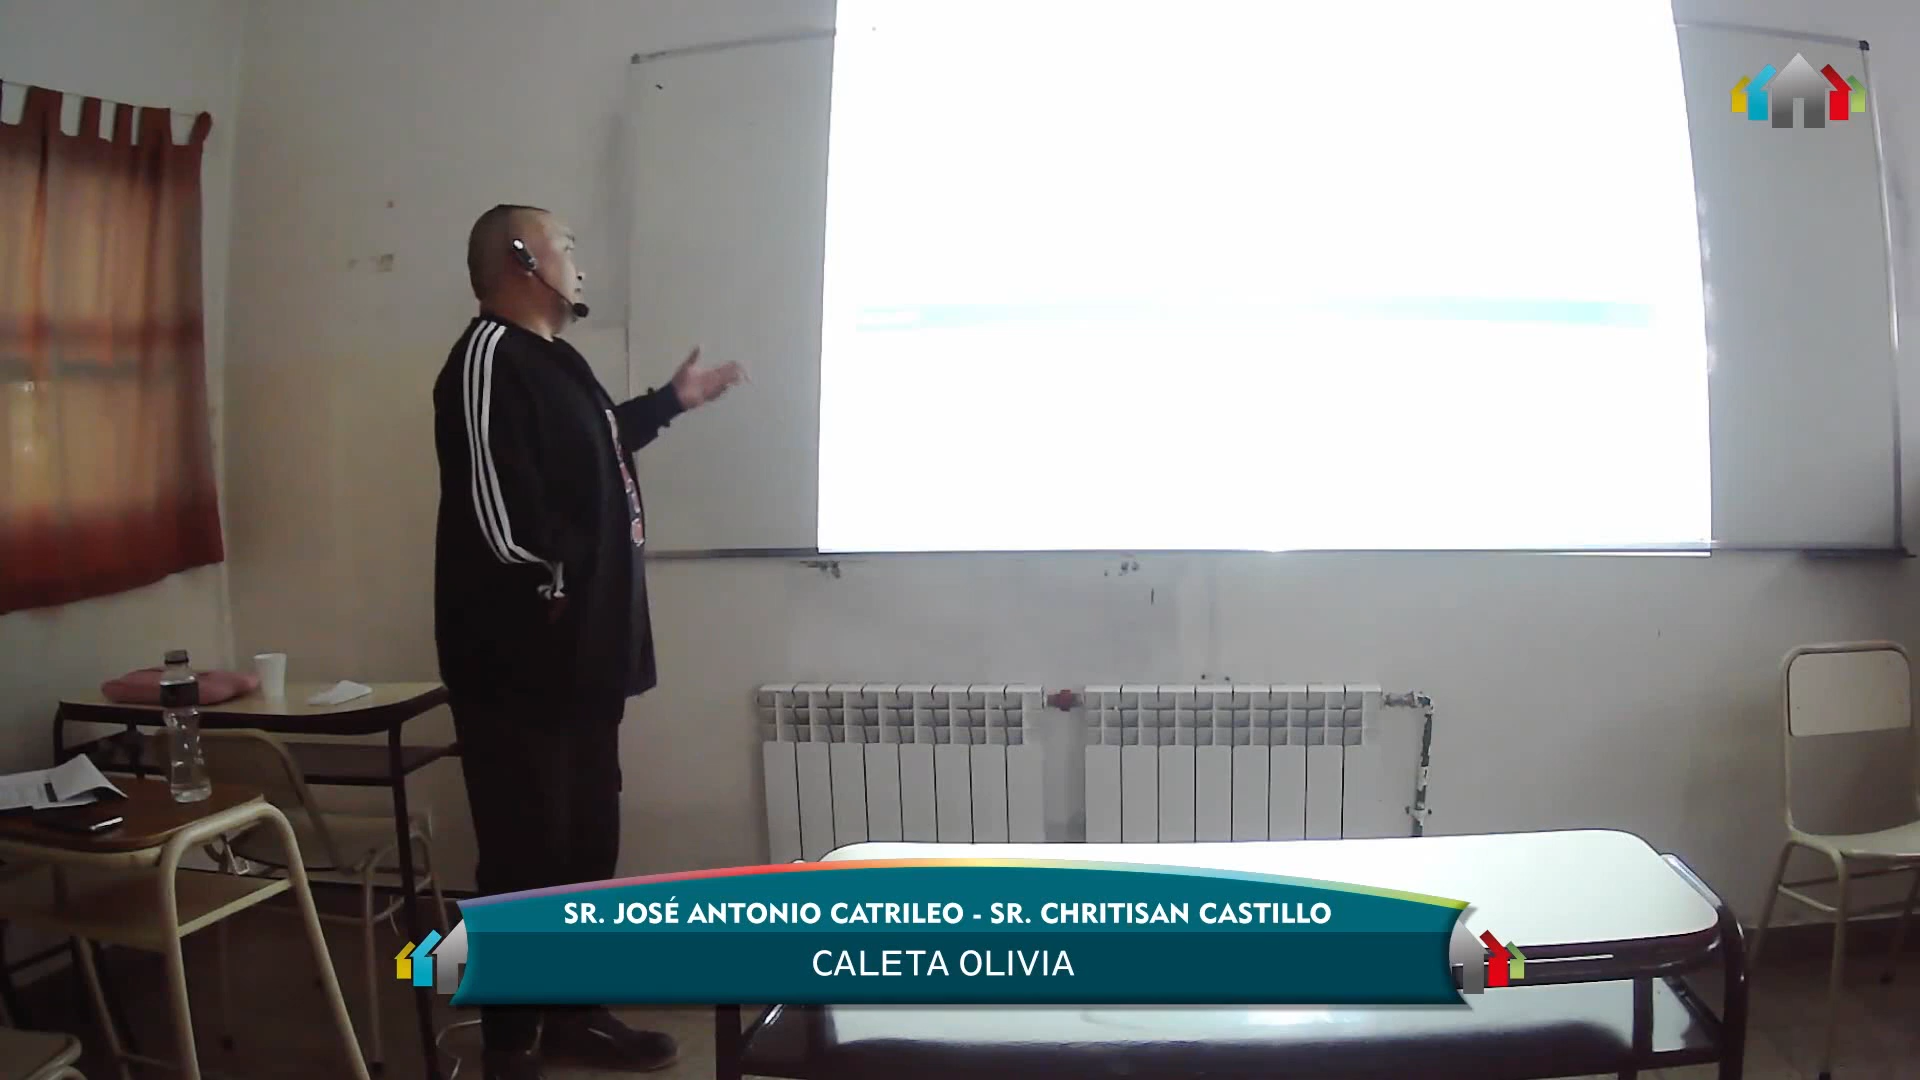 SR. JOSÉ ANTONIO CATRILEO - SR. CHRITISAN CASTILLO
CALETA OLIVIA